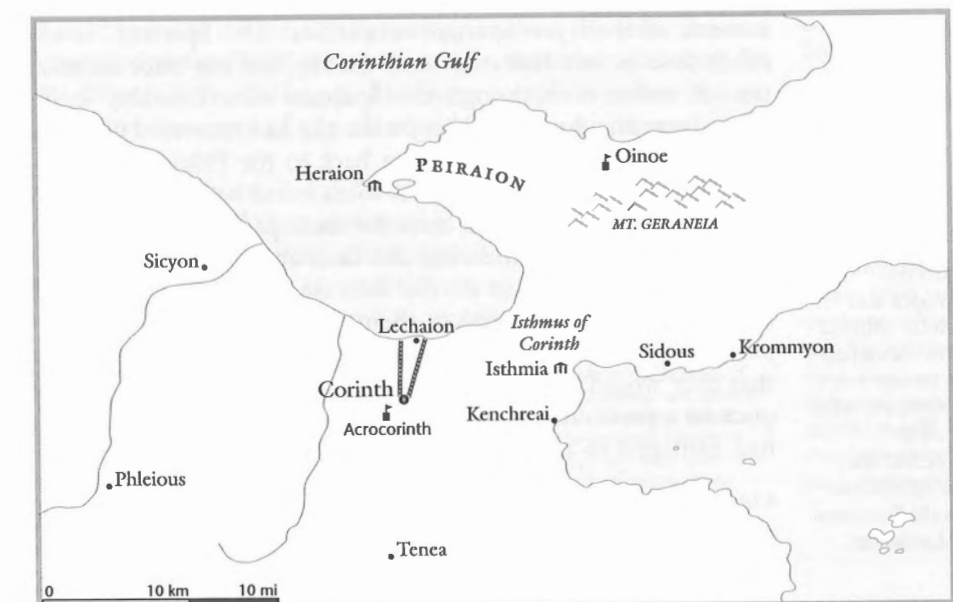 Corinthian Gulf
Oinoe
PEIRAION
Heraion
MT. GERANEIA
Sicyon
Isthmus of
Corinth
Lechaion
Krommyon
Sidous
Isthmia
Corinth
Kenchreai
Acrocorinth
Phleious
Tenea
0 10 km 10 mi